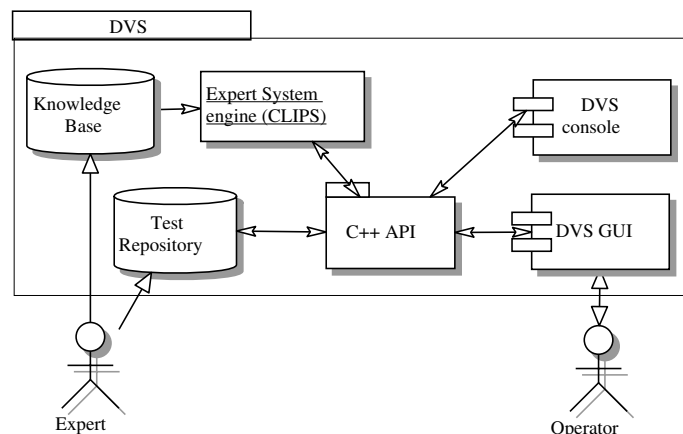 DVS
Knowledge
Base
Expert System
engine (CLIPS)
DVS
console
Test
Repository
C++ API
DVS GUI
Expert
Operator